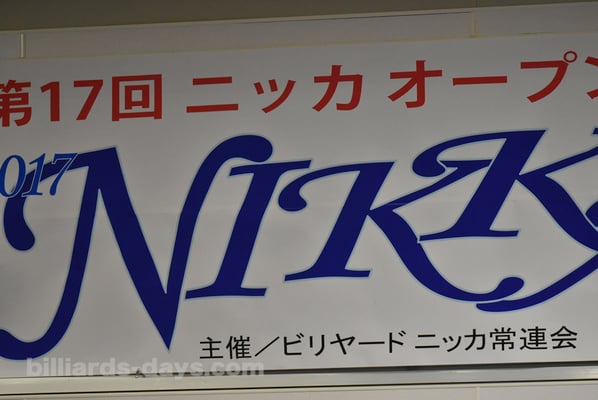 第17回 ニッカ オープン
2017
NIKK
主催／ビリヤード ニッカ常連会
billiards-days.com